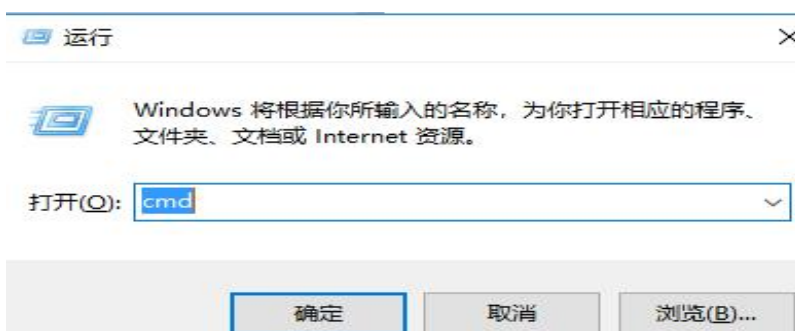 运行
Windows 将根据你所输入的名称，为你打开相应的程序、
文件夹、文档或 Internet 资源。
打开(O): cmd
确定 取消 浏览(B)...